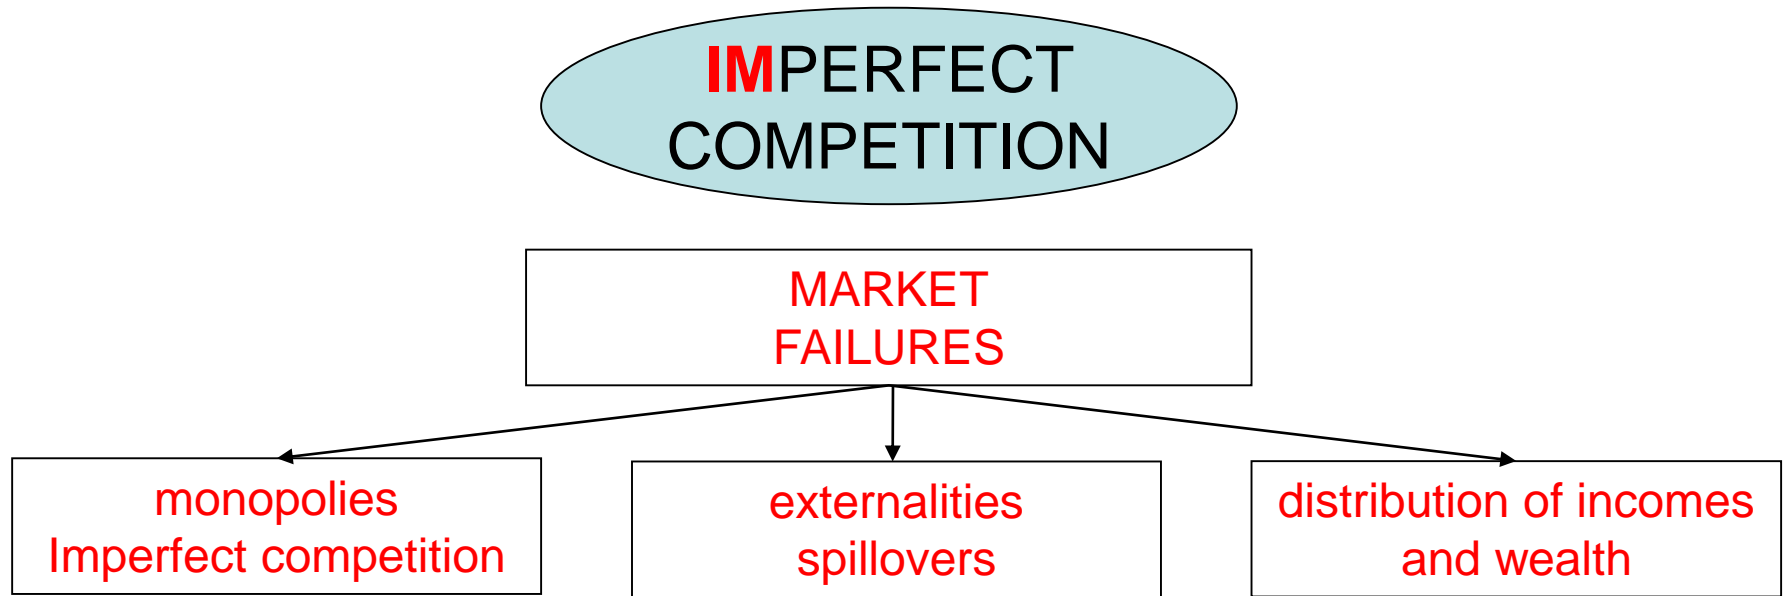 IMPERFECT
COMPETITION
MARKET
FAILURES
monopolies
Imperfect competition
externalities
spillovers
distribution of incomes
and wealth